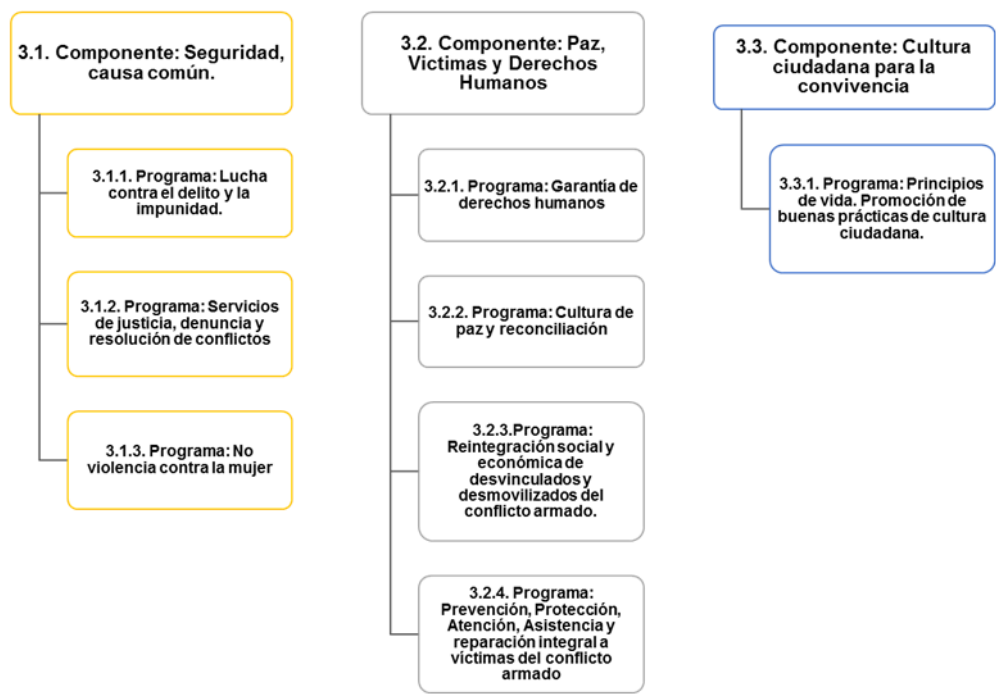 3.1. Componente: Seguridad,
causa común.
3.1.1. Programa: Lucha
contra el delito y la
impunidad.
3.1.2. Programa: Servicios
de justicia, denuncia y
resolución de conflictos
3.1.3. Programa: No
violencia contra la mujer
3.2. Componente: Paz,
Victimas y Derechos
Humanos
3.2.1. Programa: Garantía de
derechos humanos
3.2.2. Programa: Cultura de
paz y reconciliación
3.2.3.Programa:
Reintegración social y
económica de
desvinculados y
desmovilizados del
conflicto armado.
3.2.4. Programa:
Prevención, Protección,
Atención, Asistencia y
reparación integral a
víctimas del conflicto
armado
3.3. Componente: Cultura
ciudadana para la
convivencia
3.3.1. Programa: Principios
de vida. Promoción de
buenas prácticas de cultura
ciudadana.